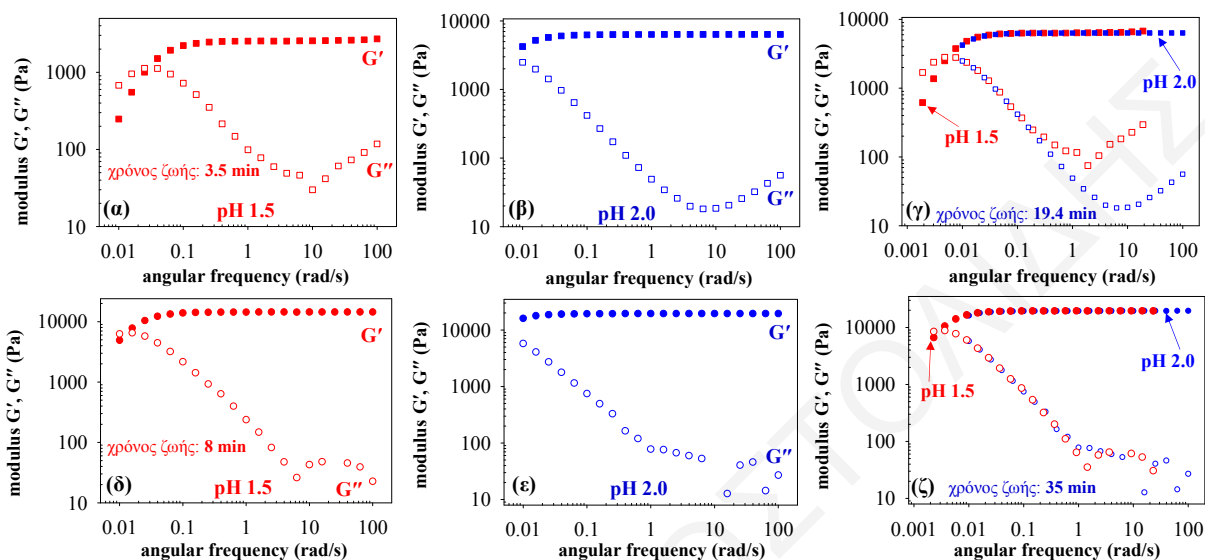 modulus G′, G″ (Pa)
10000
1000
100
10
G′
G″
χρόνος ζωής: 3.5 min
(α)
pH 1.5
0.01 0.1 1 10 100
angular frequency (rad/s)
modulus G′, G″ (Pa)
10000
1000
100
10
G′
G″
(β)
pH 2.0
0.01 0.1 1 10 100
angular frequency (rad/s)
modulus G′, G″ (Pa)
10000
1000
100
10
pH 2.0
pH 1.5
(γ)
χρόνος ζωής: 19.4 min
0.01 0.1 1 10 100
angular frequency (rad/s)
modulus G′, G″ (Pa)
10000
1000
100
10
G′
χρόνος ζωής: 8 min
(δ)
pH 1.5
G″
0.01 0.1 1 10 100
angular frequency (rad/s)
modulus G′, G″ (Pa)
10000
1000
100
10
G′
G″
(ε)
pH 2.0
0.01 0.1 1 10 100
angular frequency (rad/s)
modulus G′, G″ (Pa)
10000
1000
100
10
pH 2.0
pH 1.5
(ζ)
χρόνος ζωής: 35 min
0.001 0.01 0.1 1 10 100
angular frequency (rad/s)
ΩΣΤΟΛΙΔΗΣ